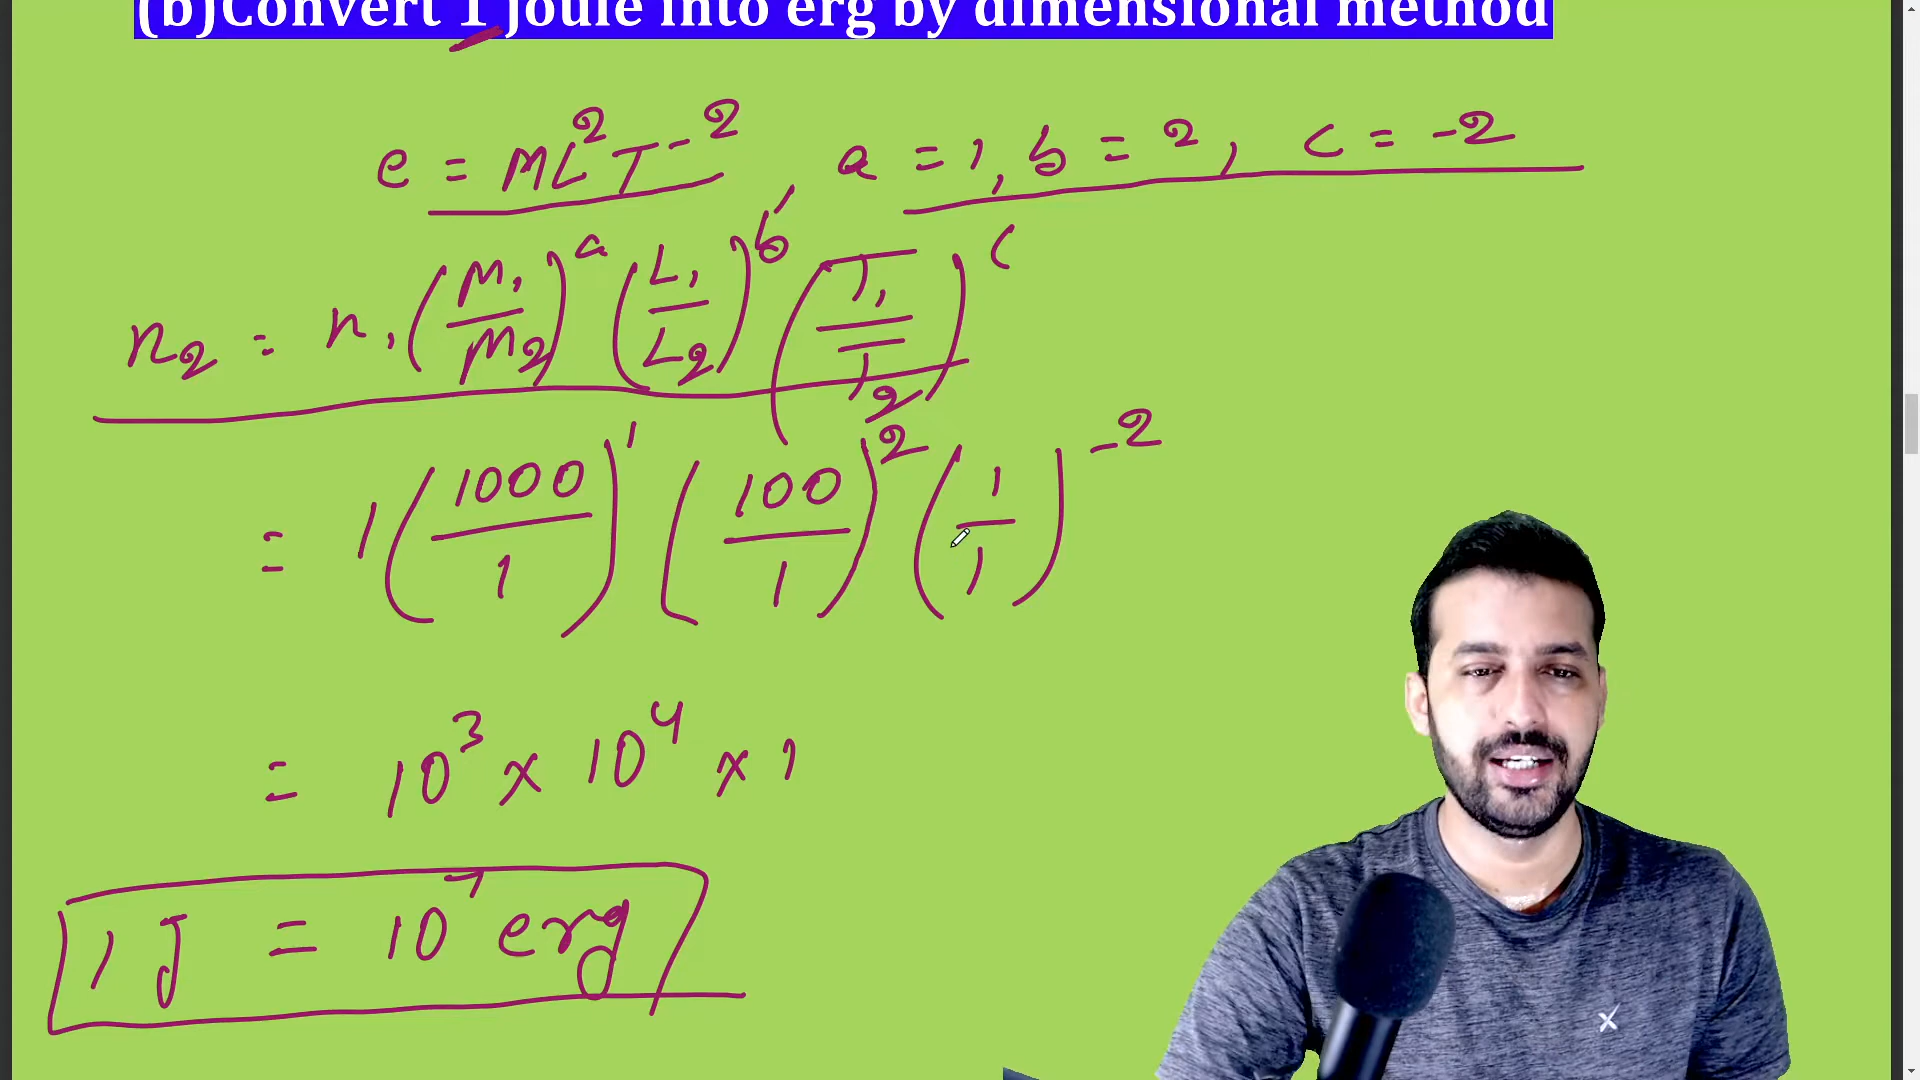 (b)Convert 1 Joule into erg by dimensional method
e = ML²T⁻², a = 1, b = 2, c = -2
n₂ = n₁ (M₁/M₂)ᵃ (L₁/L₂)ᵇ (T₁/T₂)ᶜ
= 1 (1000/1)¹ (100/1)² (1/1)⁻²
= 10³ x 10⁴ x 1
1 J = 10⁷ erg